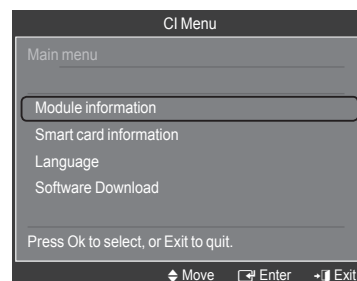 CI Menu
Main menu
Module information
Smart card information
Language
Software Download
Press Ok to select, or Exit to quit.
Move Enter Exit